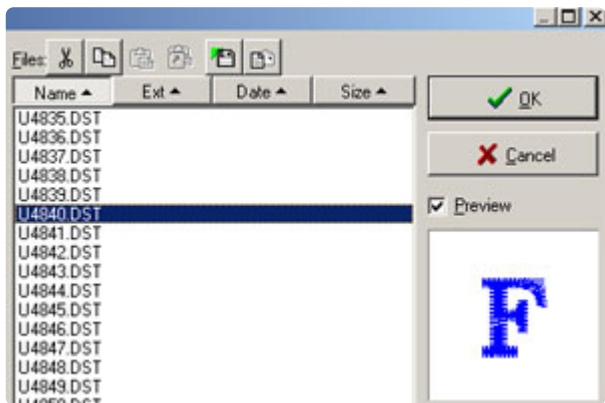 Files:
Name Ext Date Size
OK
Cancel
Preview
U4835.DST
U4836.DST
U4837.DST
U4838.DST
U4839.DST
U4840.DST
U4841.DST
U4842.DST
U4843.DST
U4844.DST
U4845.DST
U4846.DST
U4847.DST
U4848.DST
U4849.DST
U4850.DST
F